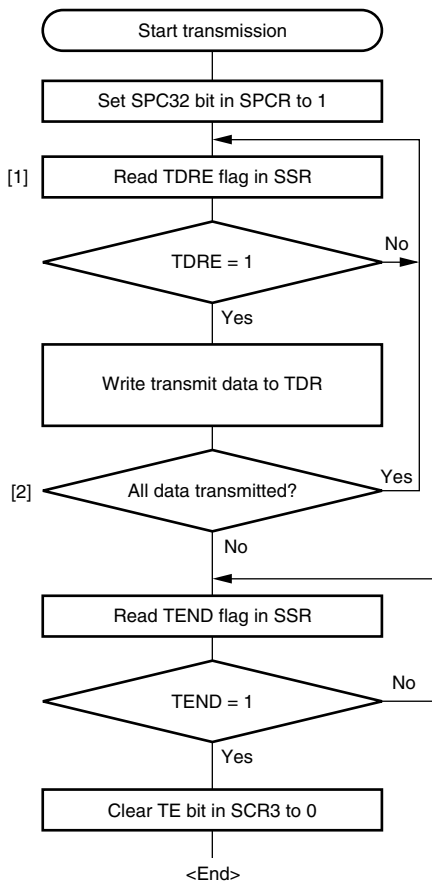 Start transmission
Set SPC32 bit in SPCR to 1
[1]
Read TDRE flag in SSR
No
TDRE = 1
Yes
Write transmit data to TDR
[2]
All data transmitted?
Yes
No
Read TEND flag in SSR
No
TEND = 1
Yes
Clear TE bit in SCR3 to 0
<End>